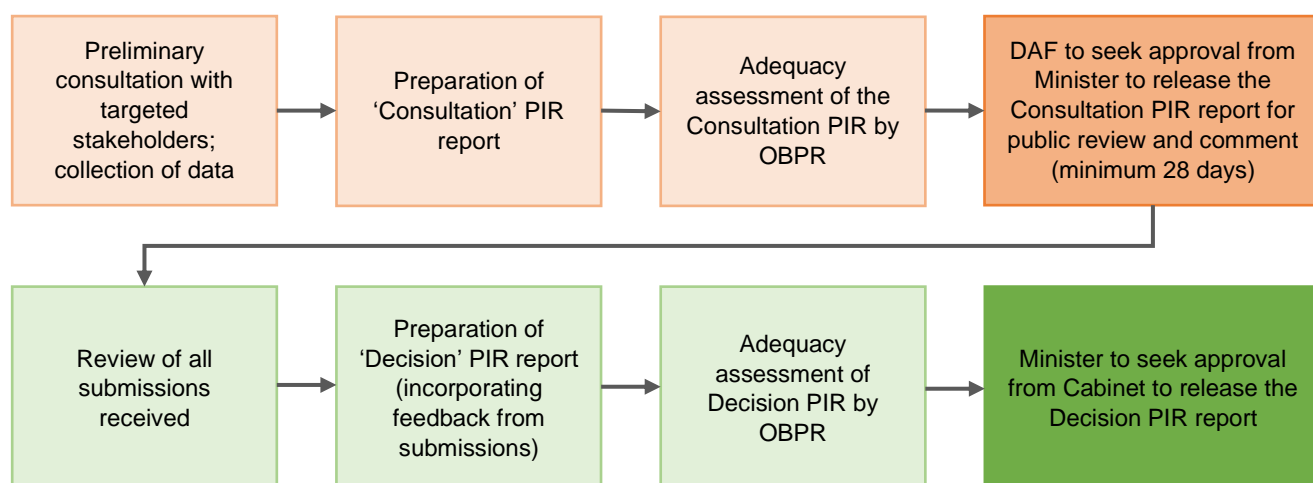 Preliminary
consultation with
targeted
stakeholders;
collection of data
Preparation of
‘Consultation’ PIR
report
Adequacy
assessment of the
Consultation PIR by
OBPR
DAF to seek approval from
Minister to release the
Consultation PIR report for
public review and comment
(minimum 28 days)
Review of all
submissions
received
Preparation of
‘Decision’ PIR report
(incorporating
feedback from
submissions)
Adequacy
assessment of
Decision PIR by
OBPR
Minister to seek approval
from Cabinet to release the
Decision PIR report